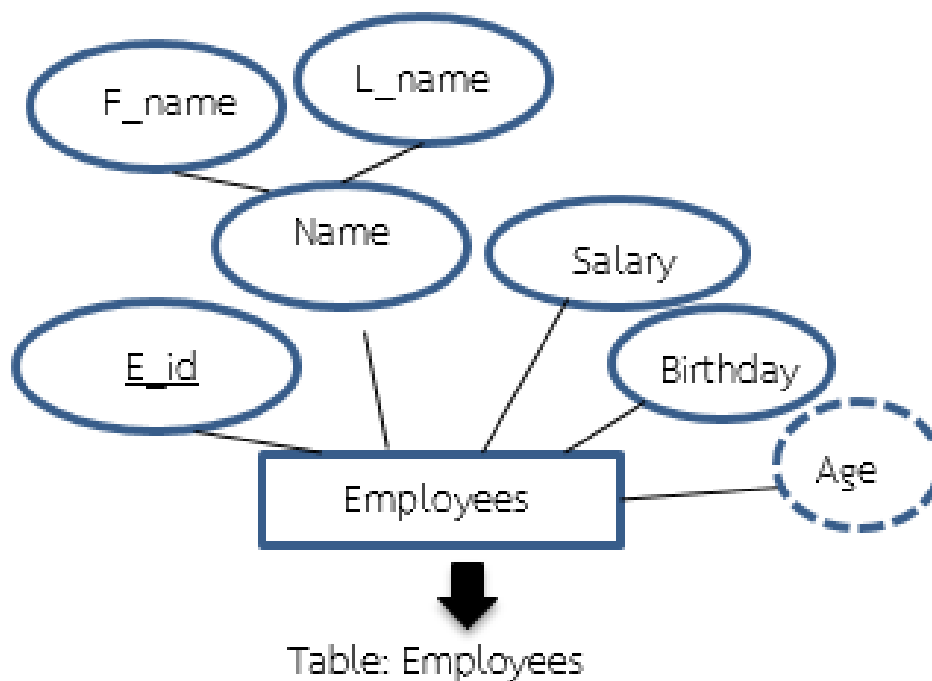 F_name
L_name
Name
Salary
E_id
Birthday
Age
Employees
Table: Employees